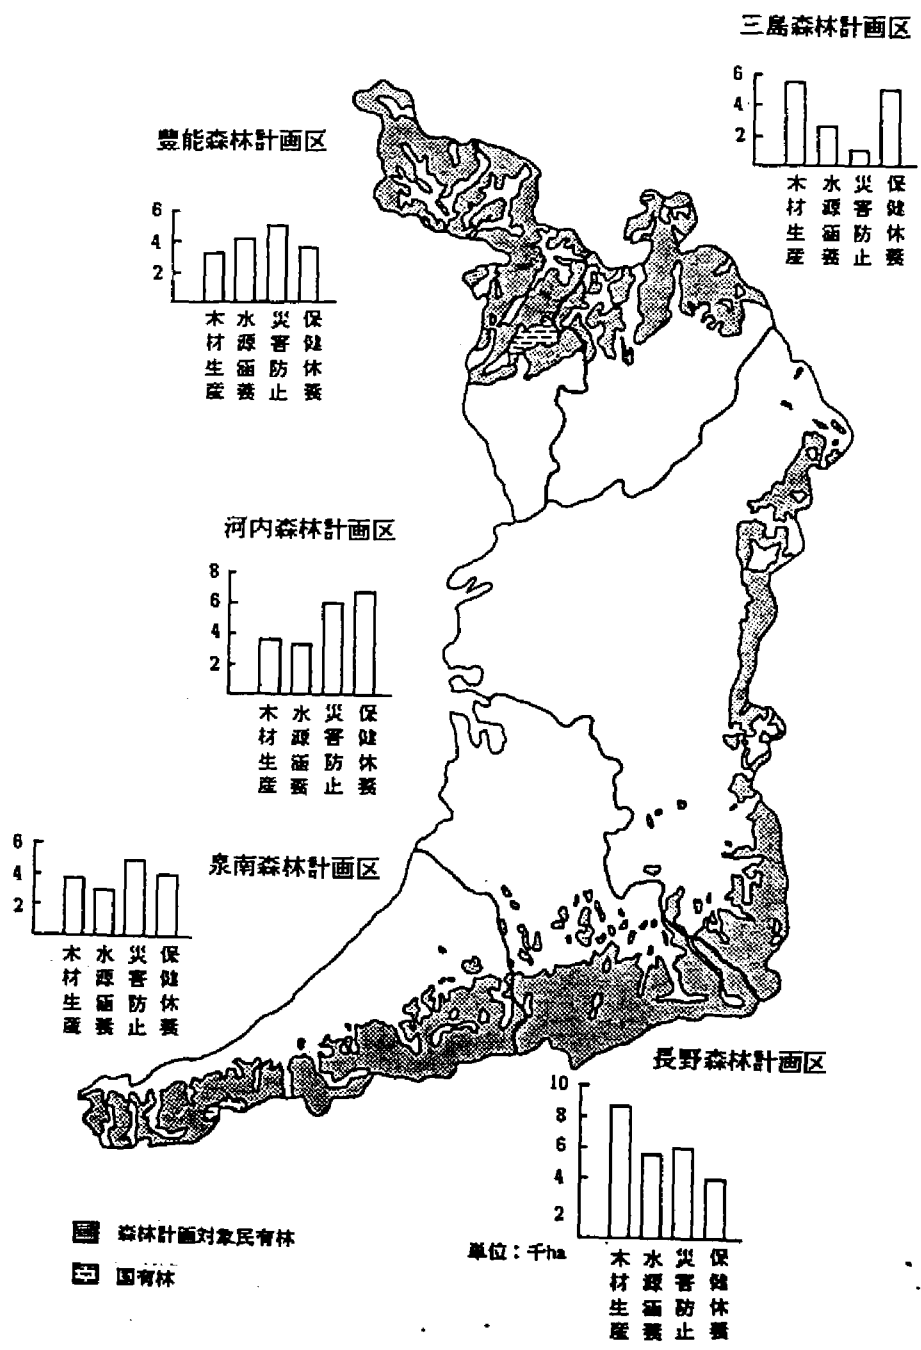 三島森林計画区
6
4
2
木材生産
水源涵養
災害防止
保健休養
豊能森林計画区
6
4
2
木材生産
水源涵養
災害防止
保健休養
河内森林計画区
8
6
4
2
木材生産
水源涵養
災害防止
保健休養
泉南森林計画区
6
4
2
木材生産
水源涵養
災害防止
保健休養
長野森林計画区
10
8
6
4
2
木材生産
水源涵養
災害防止
保健休養
単位：千ha
森林計画対象民有林
国有林